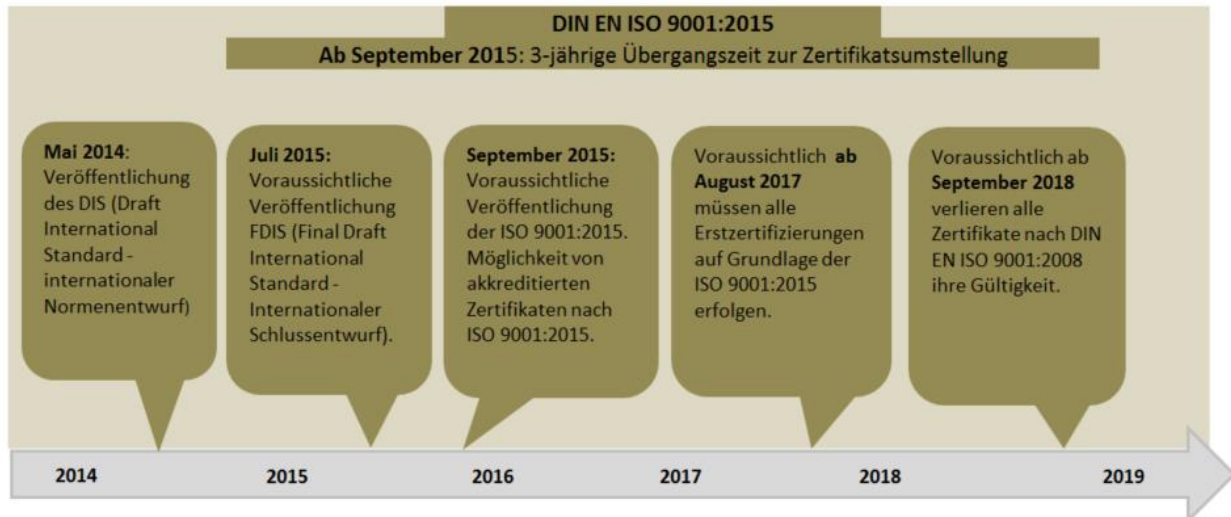 DIN EN ISO 9001:2015
Ab September 2015: 3-jährige Übergangszeit zur Zertifikatsumstellung
Mai 2014:
Veröffentlichung
des DIS (Draft
International
Standard -
internationaler
Normenentwurf)
Juli 2015:
Voraussichtliche
Veröffentlichung
FDIS (Final Draft
International
Standard -
Internationaler
Schlussentwurf).
September 2015:
Voraussichtliche
Veröffentlichung
der ISO 9001:2015.
Möglichkeit von
akkreditierten
Zertifikaten nach
ISO 9001:2015.
Voraussichtlich ab
August 2017
müssen alle
Erstzertifizierungen
auf Grundlage der
ISO 9001:2015
erfolgen.
Voraussichtlich ab
September 2018
verlieren alle
Zertifikate nach DIN
EN ISO 9001:2008
ihre Gültigkeit.
2014 2015 2016 2017 2018 2019